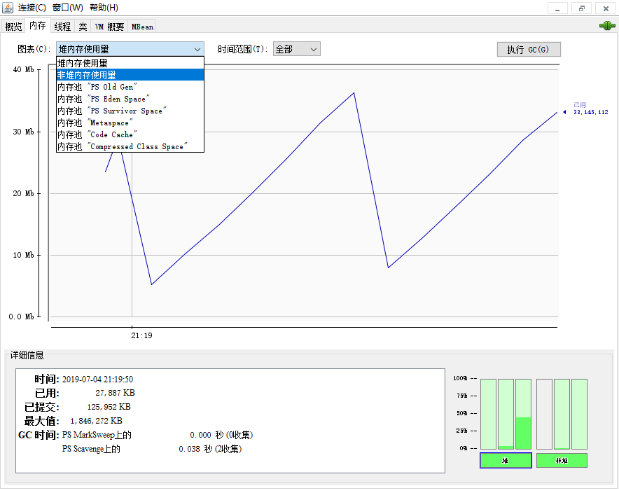 连接(C) 窗口(W) 帮助(H)
概览 内存 线程 类 VM 概要 MBean
图表(C): 堆内存使用量 时间范围(T): 全部 执行 GC(G)
堆内存使用量
非堆内存使用量
内存池 "PS Old Gen"
内存池 "PS Eden Space"
内存池 "PS Survivor Space"
内存池 "Metaspace"
内存池 "Code Cache"
内存池 "Compressed Class Space"
40 Mb
30 Mb
20 Mb
10 Mb
0.0 Mb
已用
33,145,112
21:19
详细信息
时间: 2019-07-04 21:19:50
已用: 27,887 KB
已提交: 125,952 KB
最大值: 1,846,272 KB
GC 时间: PS MarkSweep上的 0.000 秒 (0收集)
PS Scavenge上的 0.038 秒 (2收集)
100% --
75% --
50% --
25% --
0% --
堆 非堆